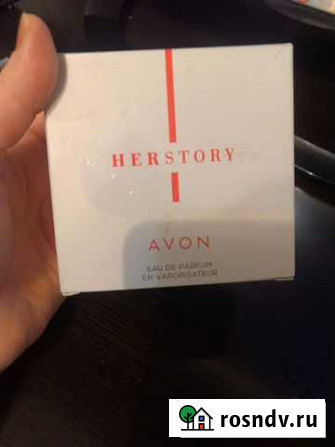 HERSTORY
AVON
EAU DE PARFUM
EN VAPORISATEUR
rosndv.ru